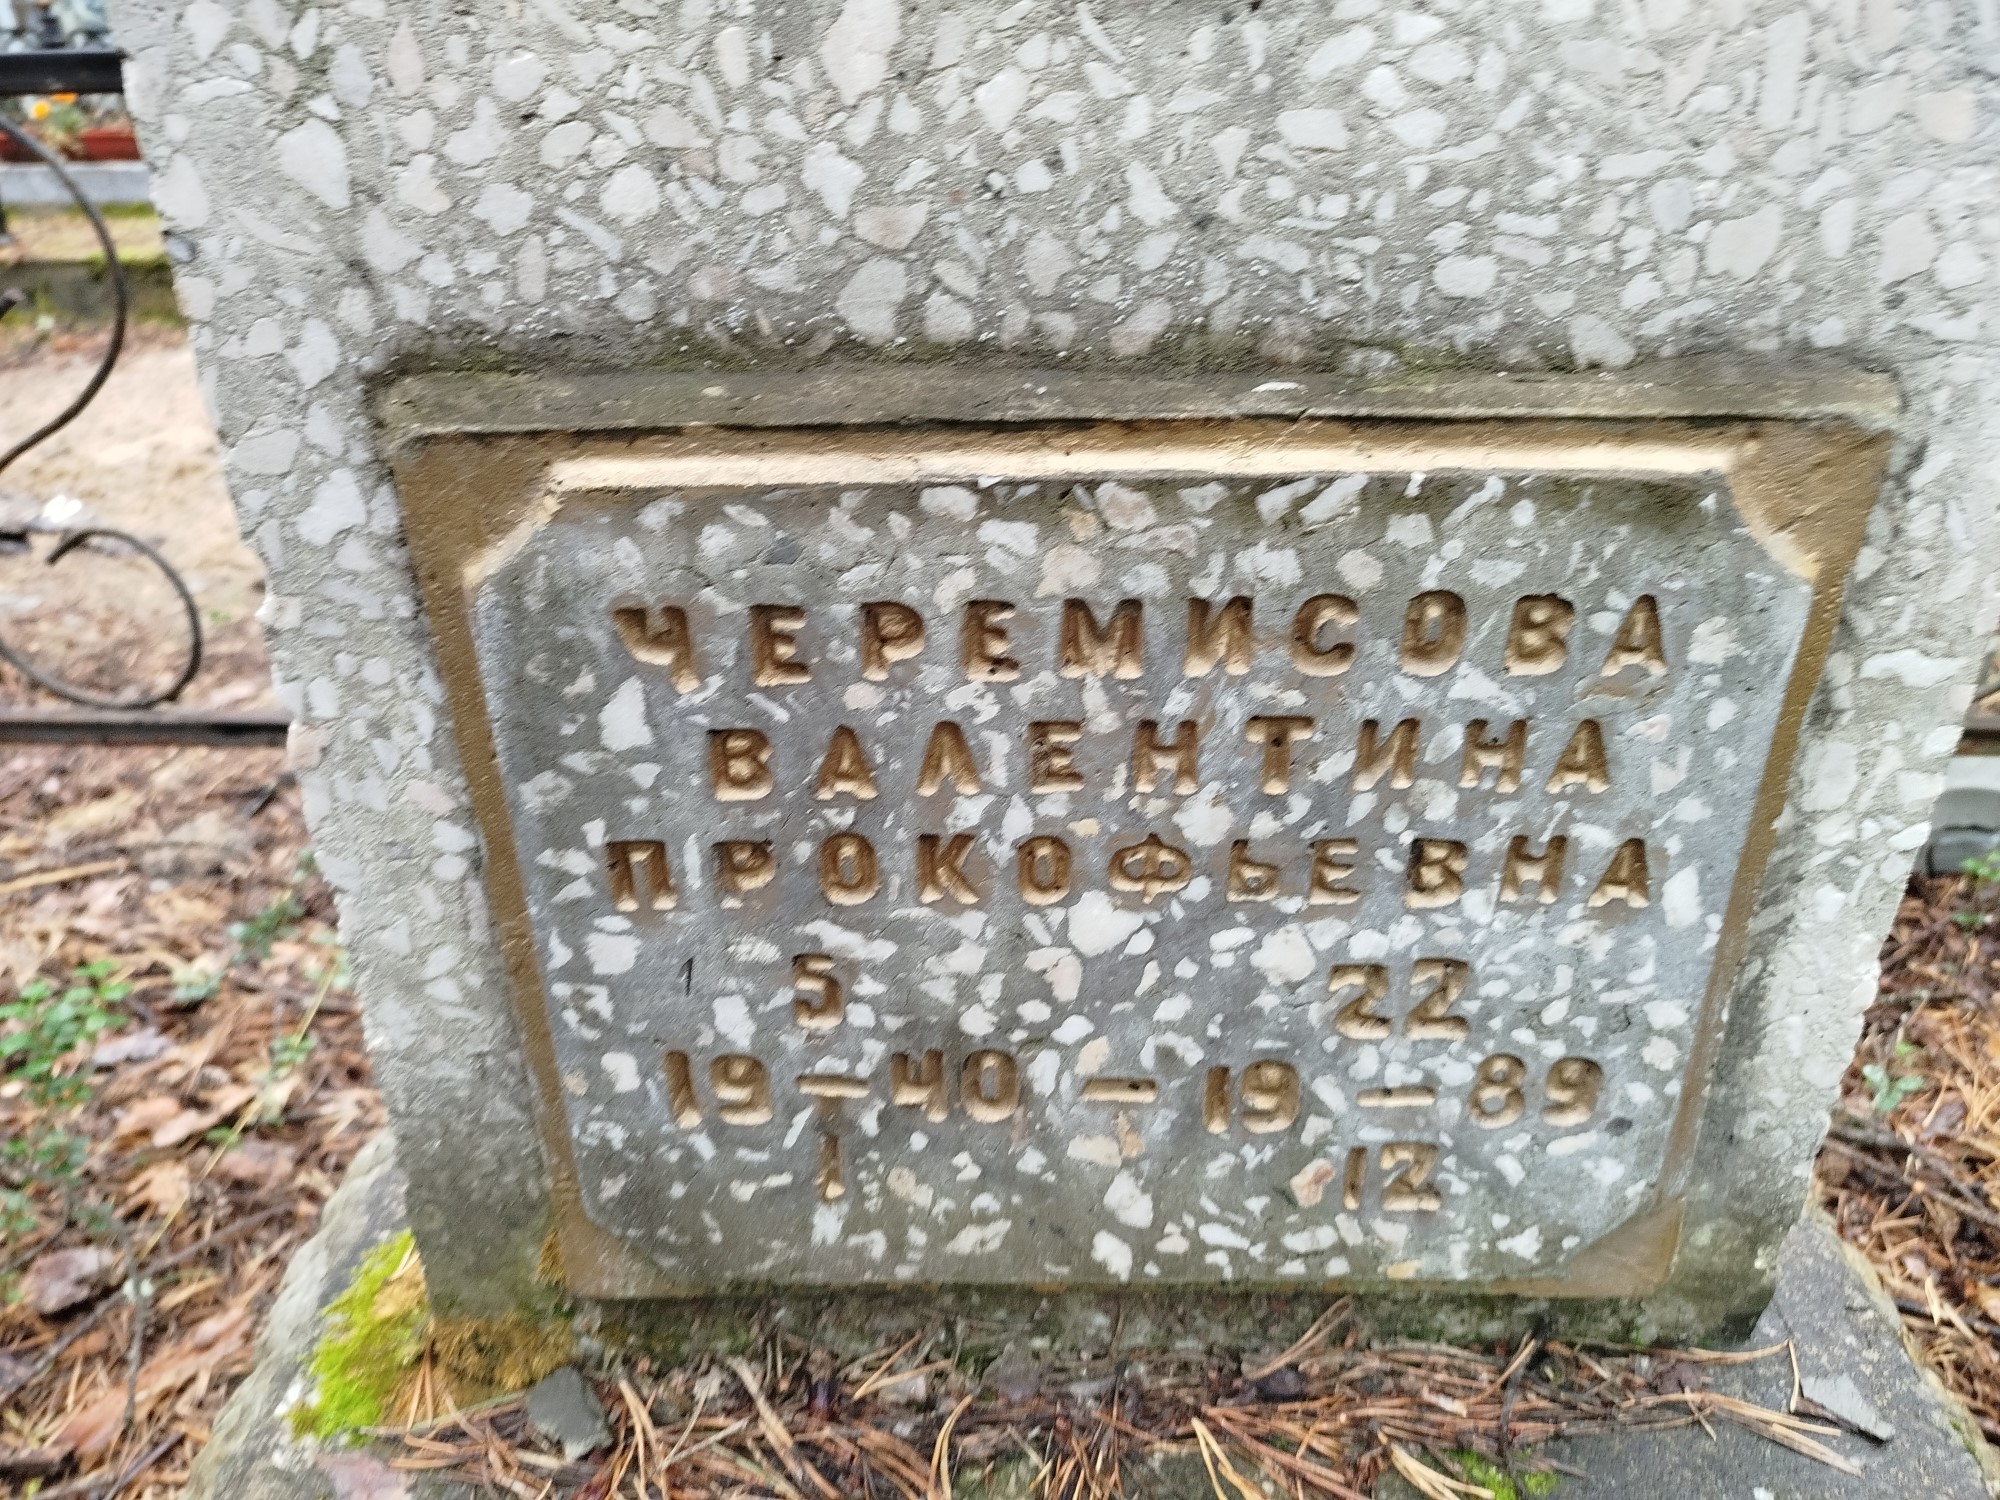 ЧЕРЕМИСОВА
ВАЛЕНТИНА
ПРОКОФЬЕВНА
5 22
19 — 40 — 19 — 89
1 12